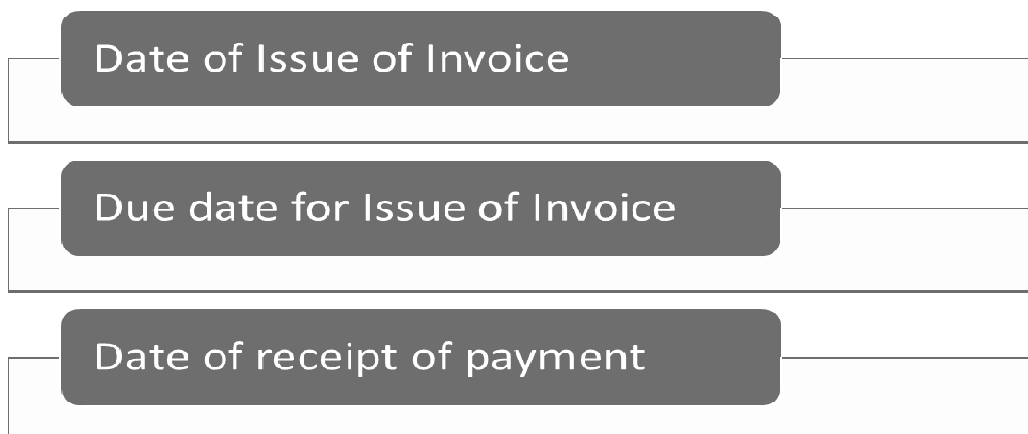 Date of Issue of Invoice
Due date for Issue of Invoice
Date of receipt of payment